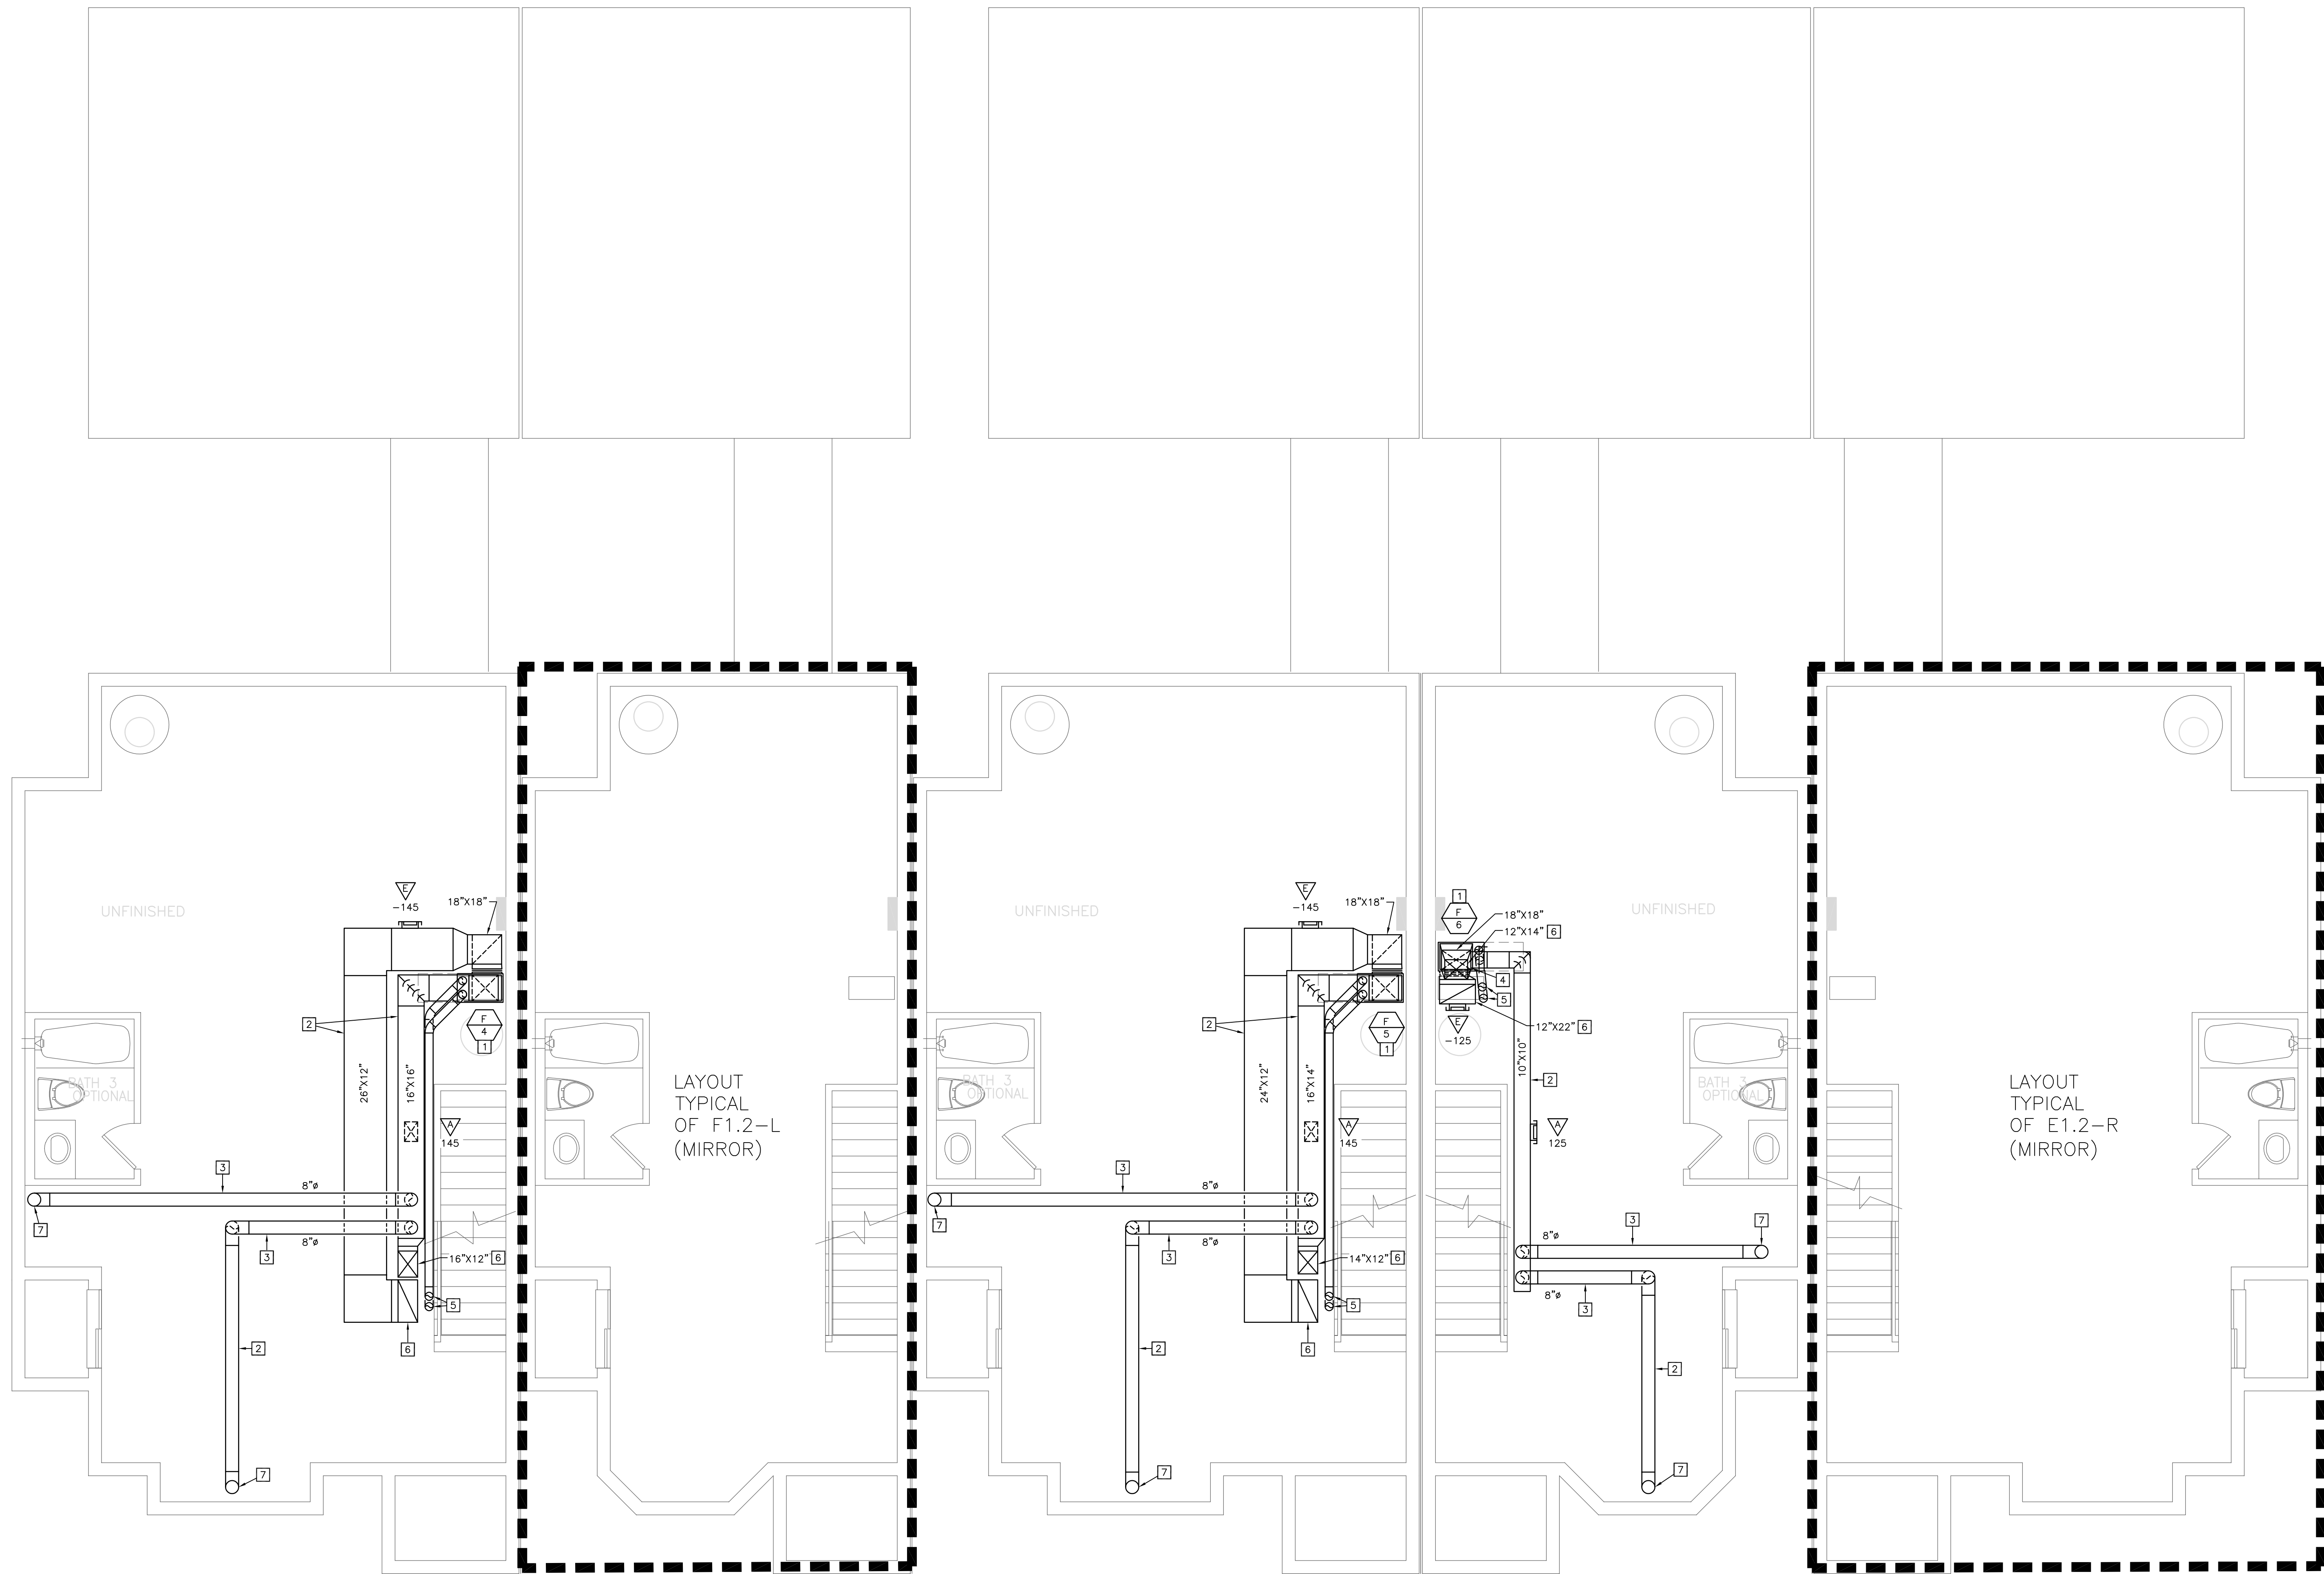 UNFINISHED
E
-145
18"X18"
2
26"X12"
16"X16"
F
4
1
BATH 3
OPTIONAL
A
145
3
8"ø
7
3
8"ø
16"X12" 6
5
6
2
7
LAYOUT
TYPICAL
OF F1.2-L
(MIRROR)
UNFINISHED
E
-145
18"X18"
2
24"X12"
16"X14"
F
5
1
BATH 3
OPTIONAL
A
145
3
8"ø
7
3
8"ø
14"X12" 6
5
6
2
7
1
F
6
18"X18"
12"X14" 6
4
5
12"X22" 6
E
-125
10"X10"
2
A
125
UNFINISHED
BATH 3
OPTIONAL
8"ø
3
7
8"ø
3
2
7
LAYOUT
TYPICAL
OF E1.2-R
(MIRROR)